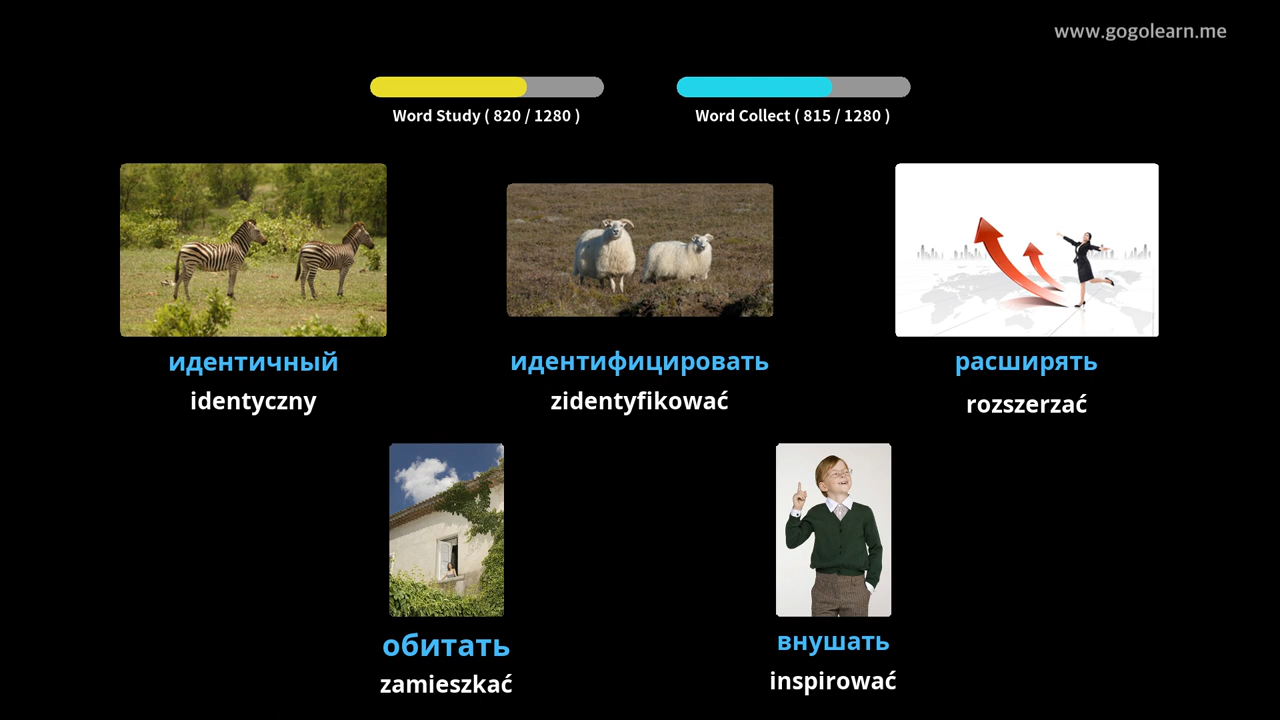 www.gogolearn.me
Word Study ( 820 / 1280 )
Word Collect ( 815 / 1280 )
идентичный
identyczny
идентифицировать
zidentyfikować
расширять
rozszerzać
обитать
zamieszkać
внушать
inspirować